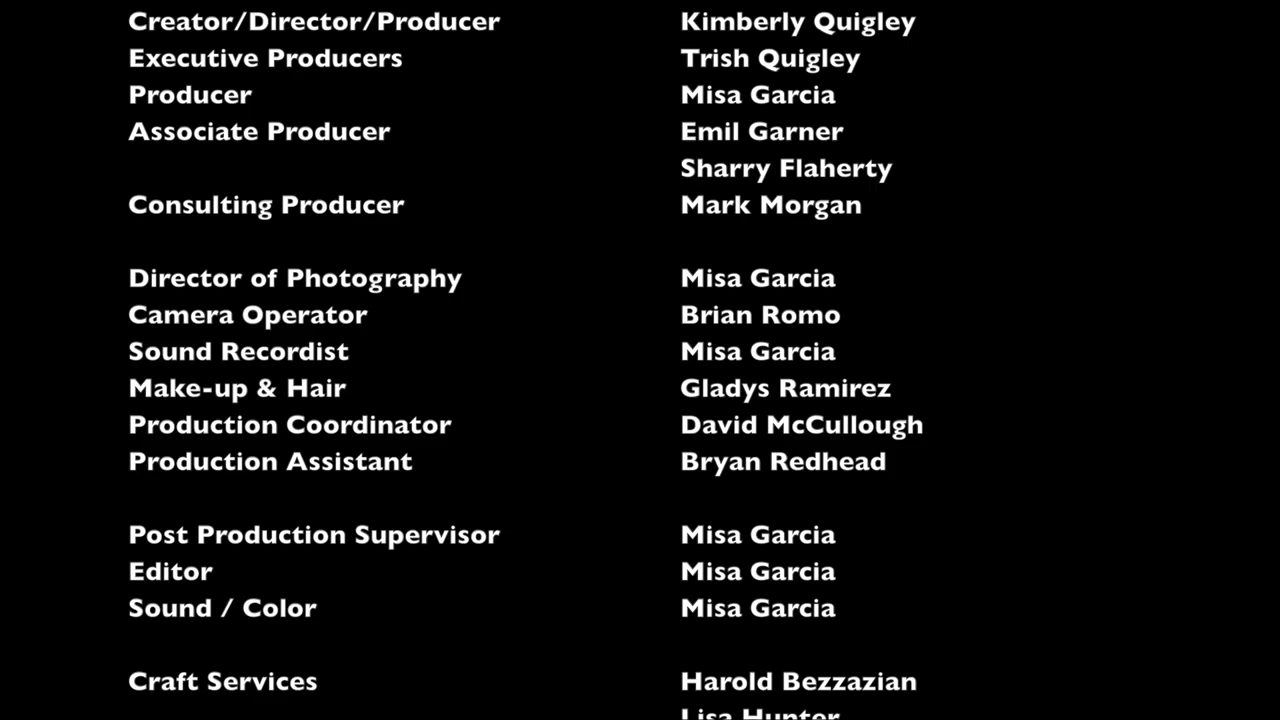 Creator/Director/Producer Kimberly Quigley
Executive Producers Trish Quigley
Producer Misa Garcia
Associate Producer Emil Garner
Sharry Flaherty
Consulting Producer Mark Morgan
Director of Photography Misa Garcia
Camera Operator Brian Romo
Sound Recordist Misa Garcia
Make-up & Hair Gladys Ramirez
Production Coordinator David McCullough
Production Assistant Bryan Redhead
Post Production Supervisor Misa Garcia
Editor Misa Garcia
Sound / Color Misa Garcia
Craft Services Harold Bezzazian
Lisa Hunter